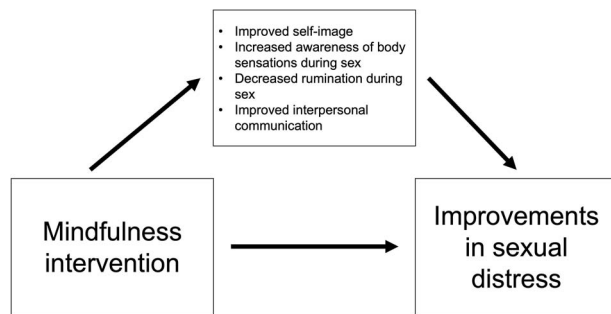 • Improved self-image
• Increased awareness of body
sensations during sex
• Decreased rumination during
sex
• Improved interpersonal
communication
Mindfulness
intervention
Improvements
in sexual
distress